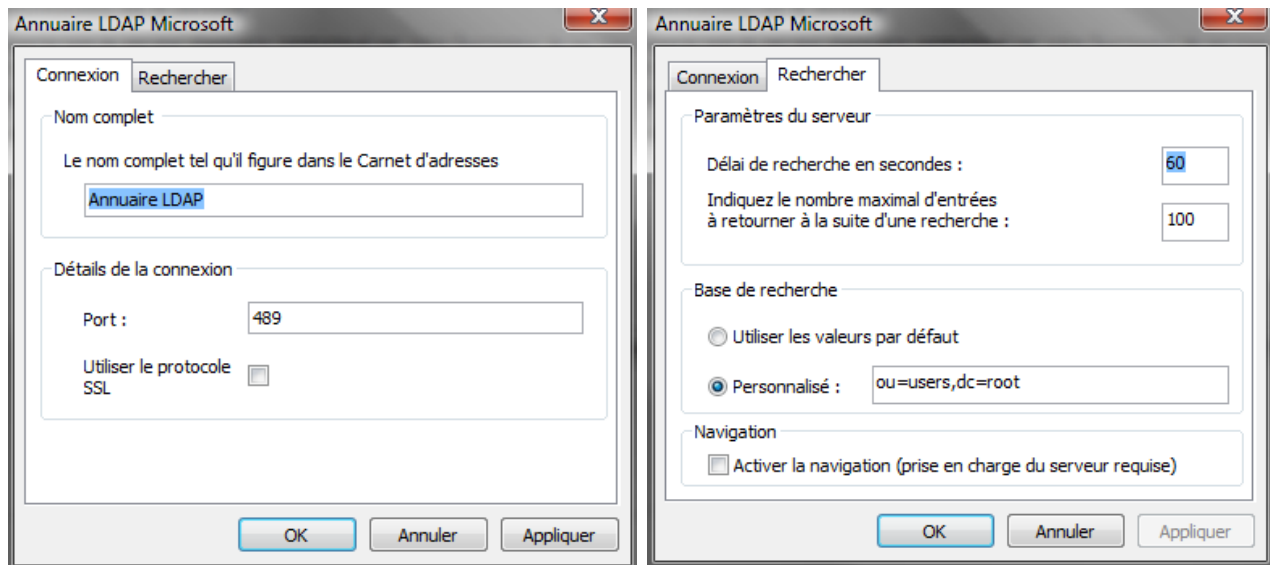 Annuaire LDAP Microsoft
Connexion
Rechercher
Nom complet
Le nom complet tel qu'il figure dans le Carnet d'adresses
Annuaire LDAP
Détails de la connexion
Port :
489
Utiliser le protocole
SSL
OK
Annuler
Appliquer
Annuaire LDAP Microsoft
Connexion
Rechercher
Paramètres du serveur
Délai de recherche en secondes :
60
Indiquez le nombre maximal d'entrées
à retourner à la suite d'une recherche :
100
Base de recherche
Utiliser les valeurs par défaut
Personnalisé :
ou=users,dc=root
Navigation
Activer la navigation (prise en charge du serveur requise)
OK
Annuler
Appliquer